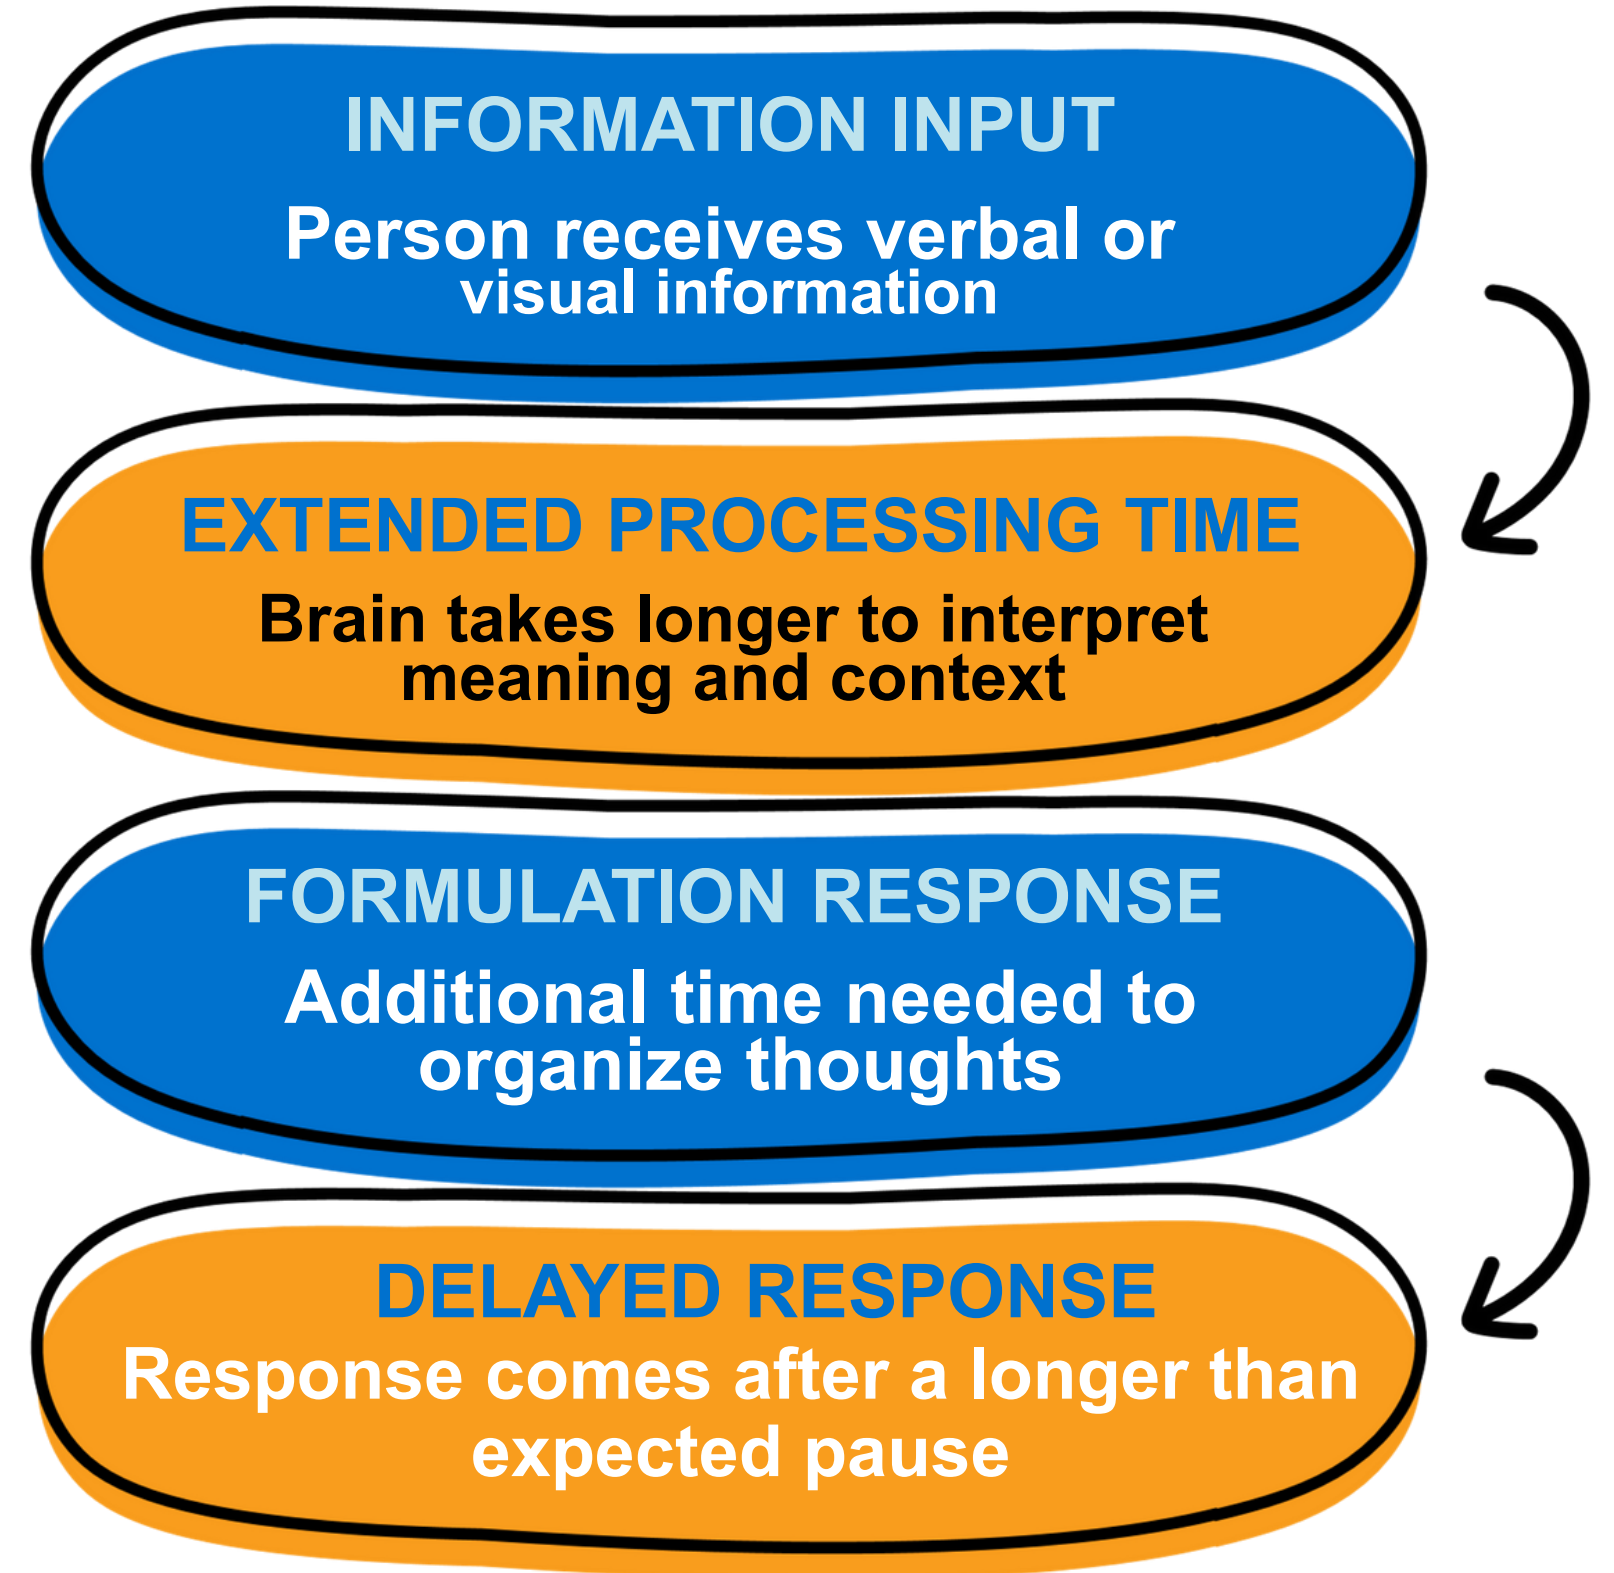 INFORMATION INPUT
Person receives verbal or
visual information
EXTENDED PROCESSING TIME
Brain takes longer to interpret
meaning and context
FORMULATION RESPONSE
Additional time needed to
organize thoughts
DELAYED RESPONSE
Response comes after a longer than
expected pause